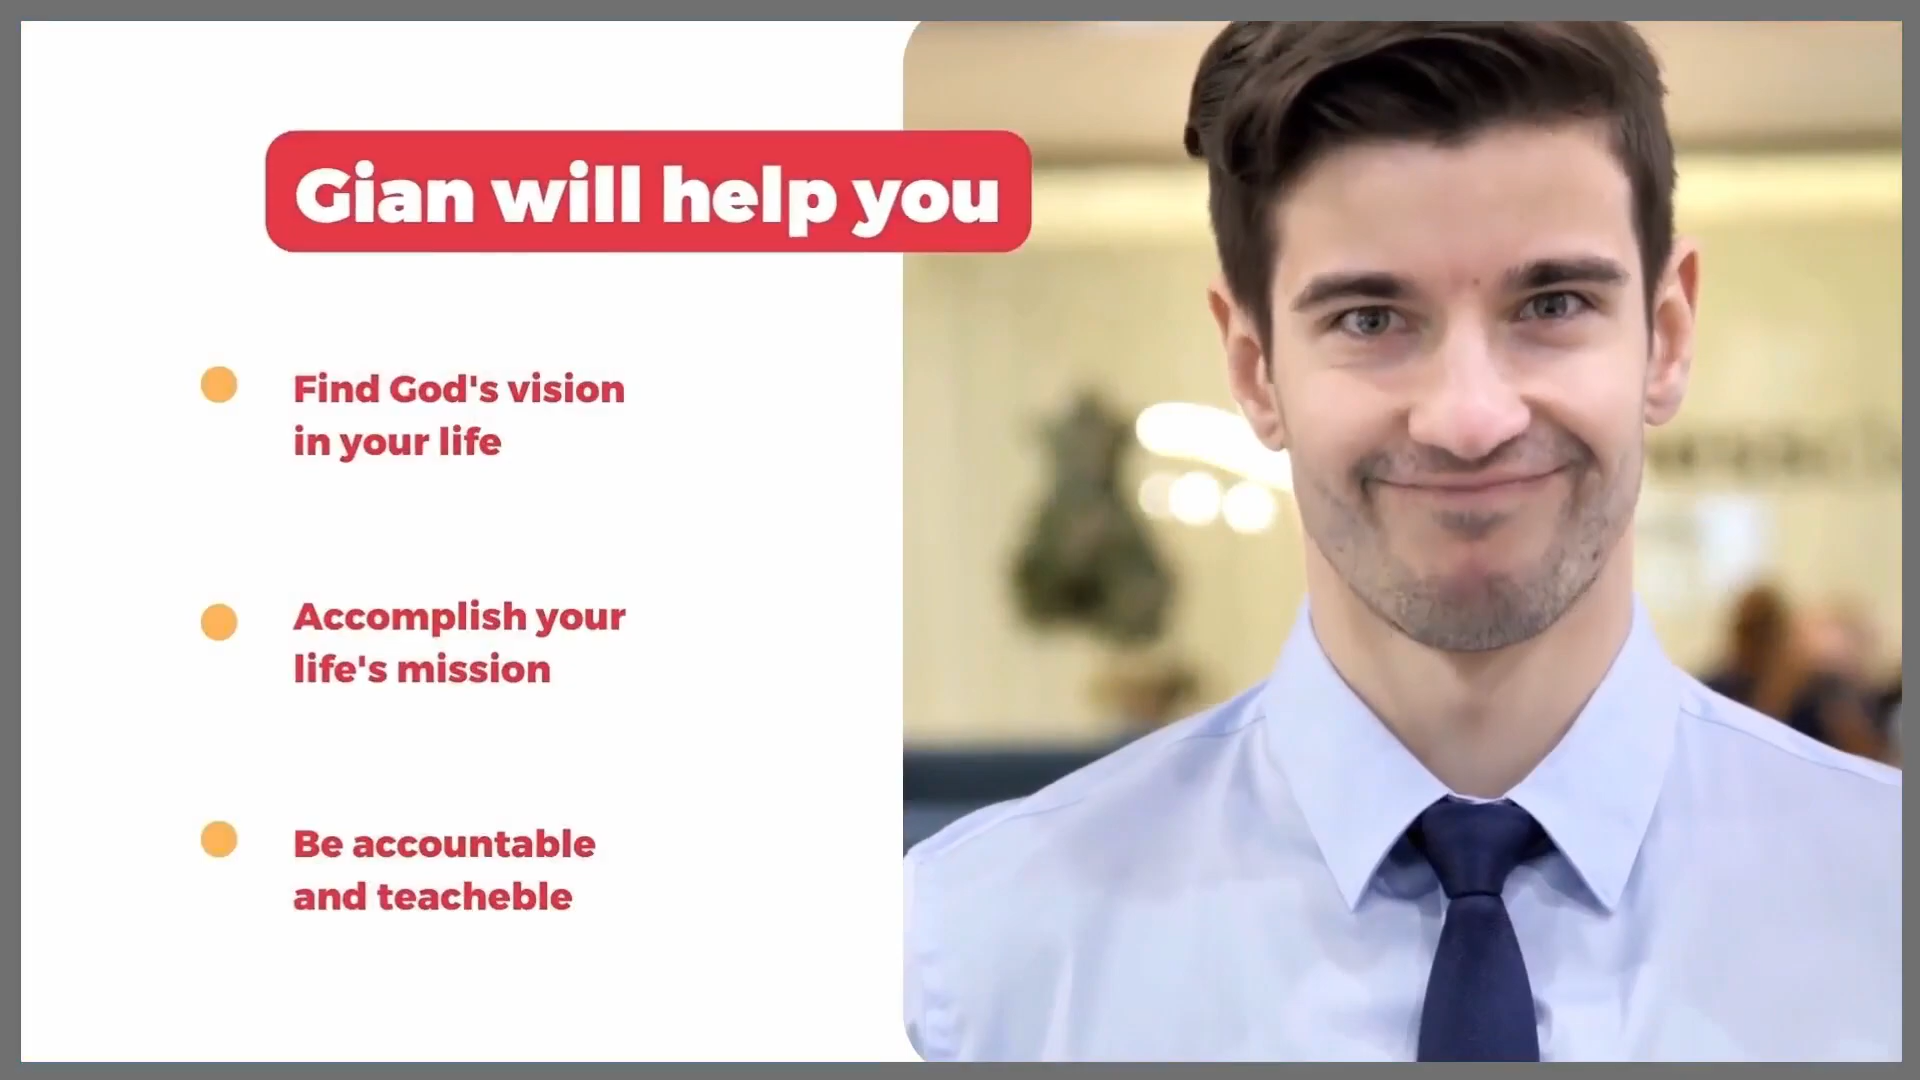 Gian will help you
Find God's vision
in your life
Accomplish your
life's mission
Be accountable
and teacheble